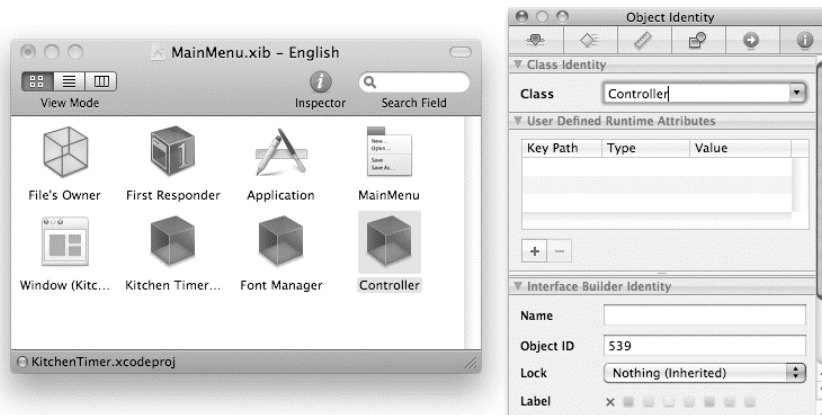 MainMenu.xib – English
View Mode
Inspector
Search Field
New...
Open...
Save
Save As...
1
File's Owner
First Responder
Application
MainMenu
Window (Kitc...
Kitchen Timer...
Font Manager
Controller
KitchenTimer.xcodeproj
Object Identity
Class Identity
Class
Controller
User Defined Runtime Attributes
Key Path
Type
Value
Interface Builder Identity
Name
Object ID
539
Lock
Nothing (Inherited)
Label